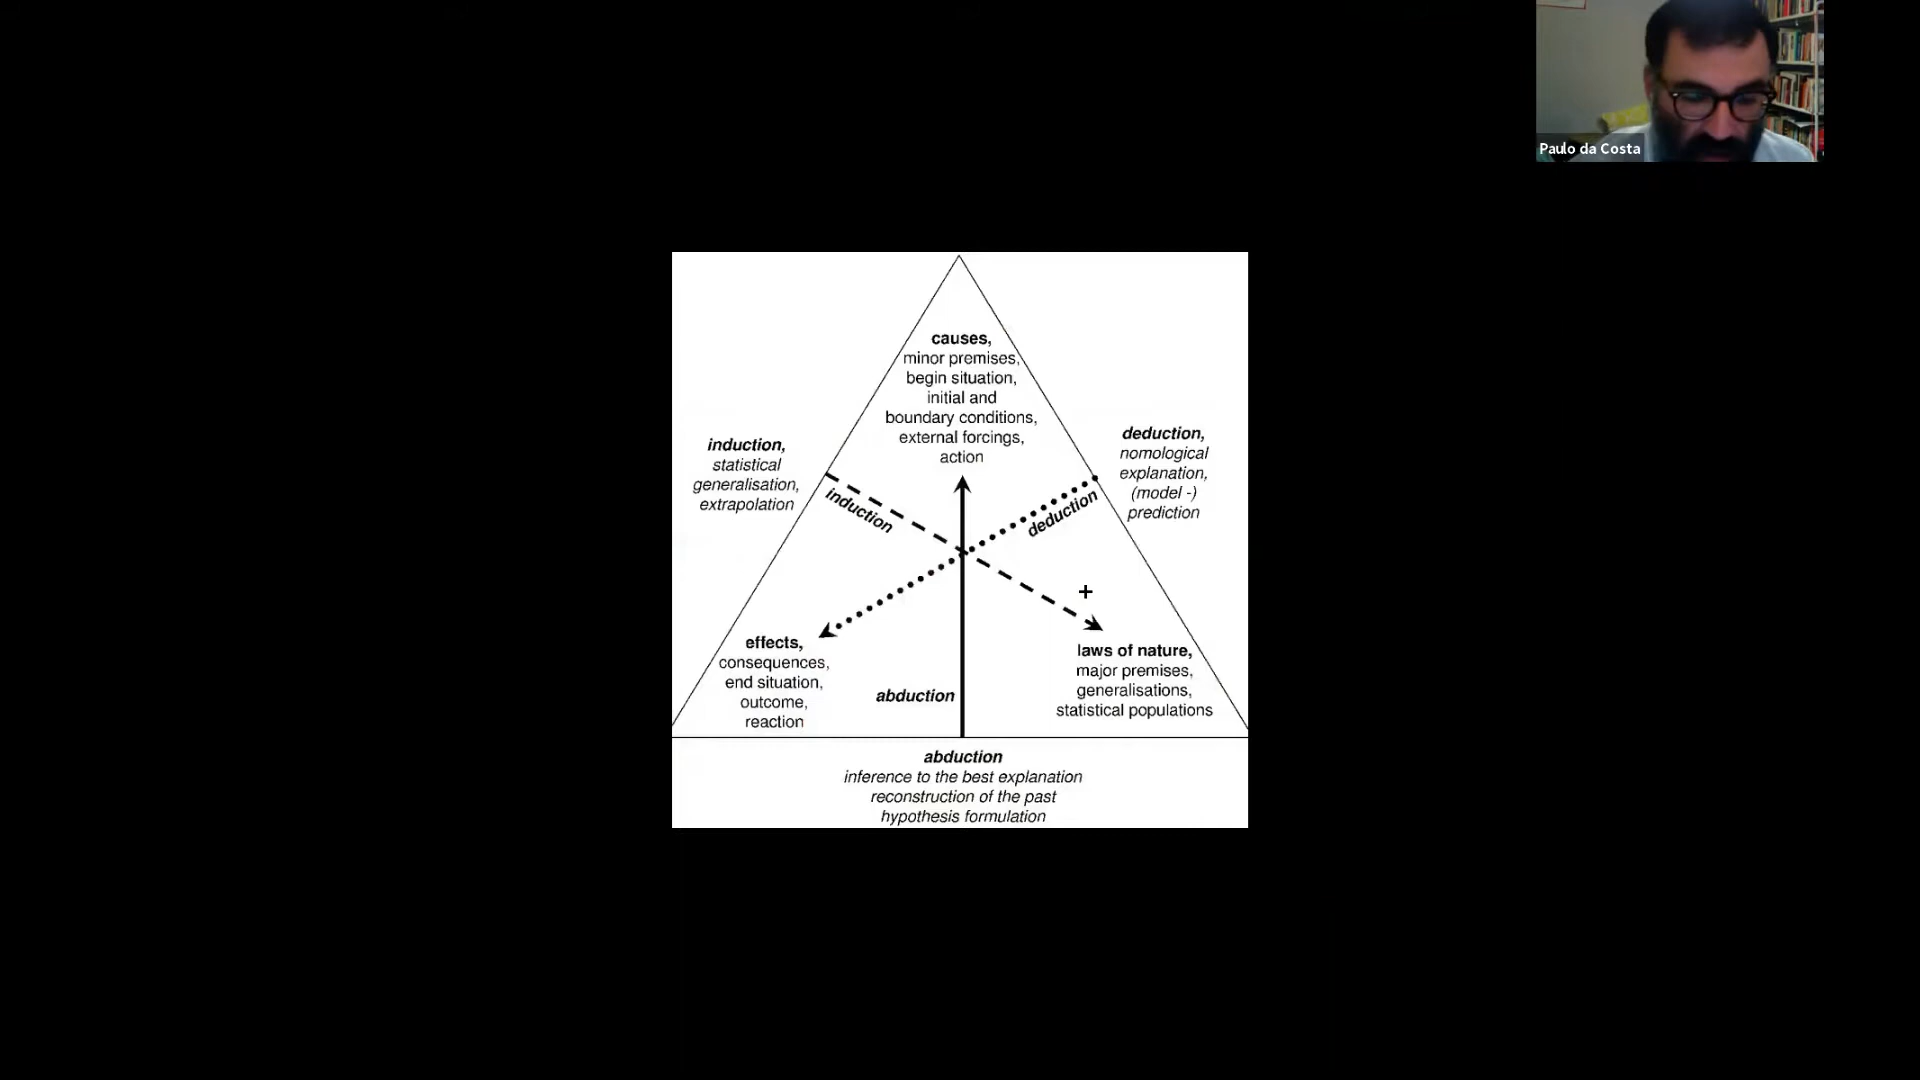 Paulo da Costa
causes,
minor premises,
begin situation,
initial and
boundary conditions,
external forcings,
action
induction,
statistical
generalisation,
extrapolation
deduction,
nomological
explanation,
(model -)
prediction
induction
deduction
+
effects,
consequences,
end situation,
outcome,
reaction
abduction
laws of nature,
major premises,
generalisations,
statistical populations
abduction
inference to the best explanation
reconstruction of the past
hypothesis formulation